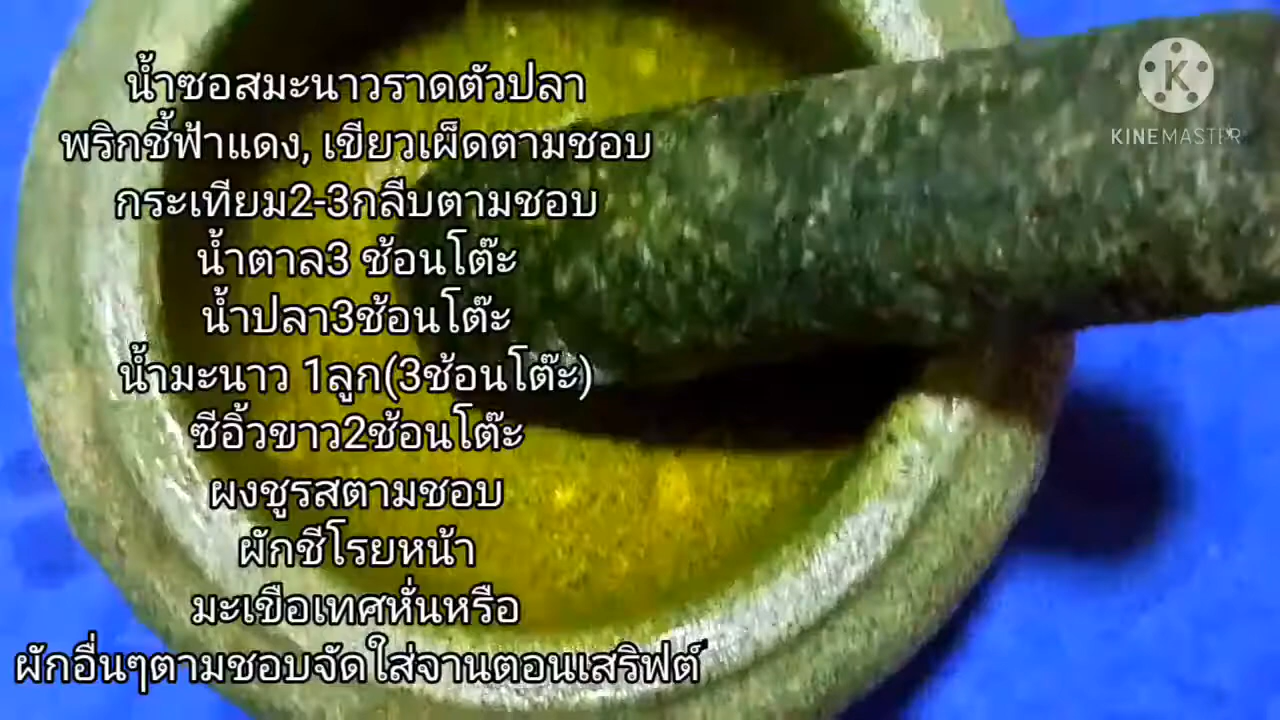 น้ำซอสมะนาวราดตัวปลา
พริกชี้ฟ้าแดง, เขียวเผ็ดตามชอบ
กระเทียม2-3กลีบตามชอบ
น้ำตาล3 ช้อนโต๊ะ
น้ำปลา3ช้อนโต๊ะ
น้ำมะนาว 1ลูก(3ช้อนโต๊ะ)
ซีอิ้วขาว2ช้อนโต๊ะ
ผงชูรสตามชอบ
ผักชีโรยหน้า
มะเขือเทศหั่นหรือ
ผักอื่นๆตามชอบจัดใส่จานตอนเสริฟต์
K
KINEMASTER